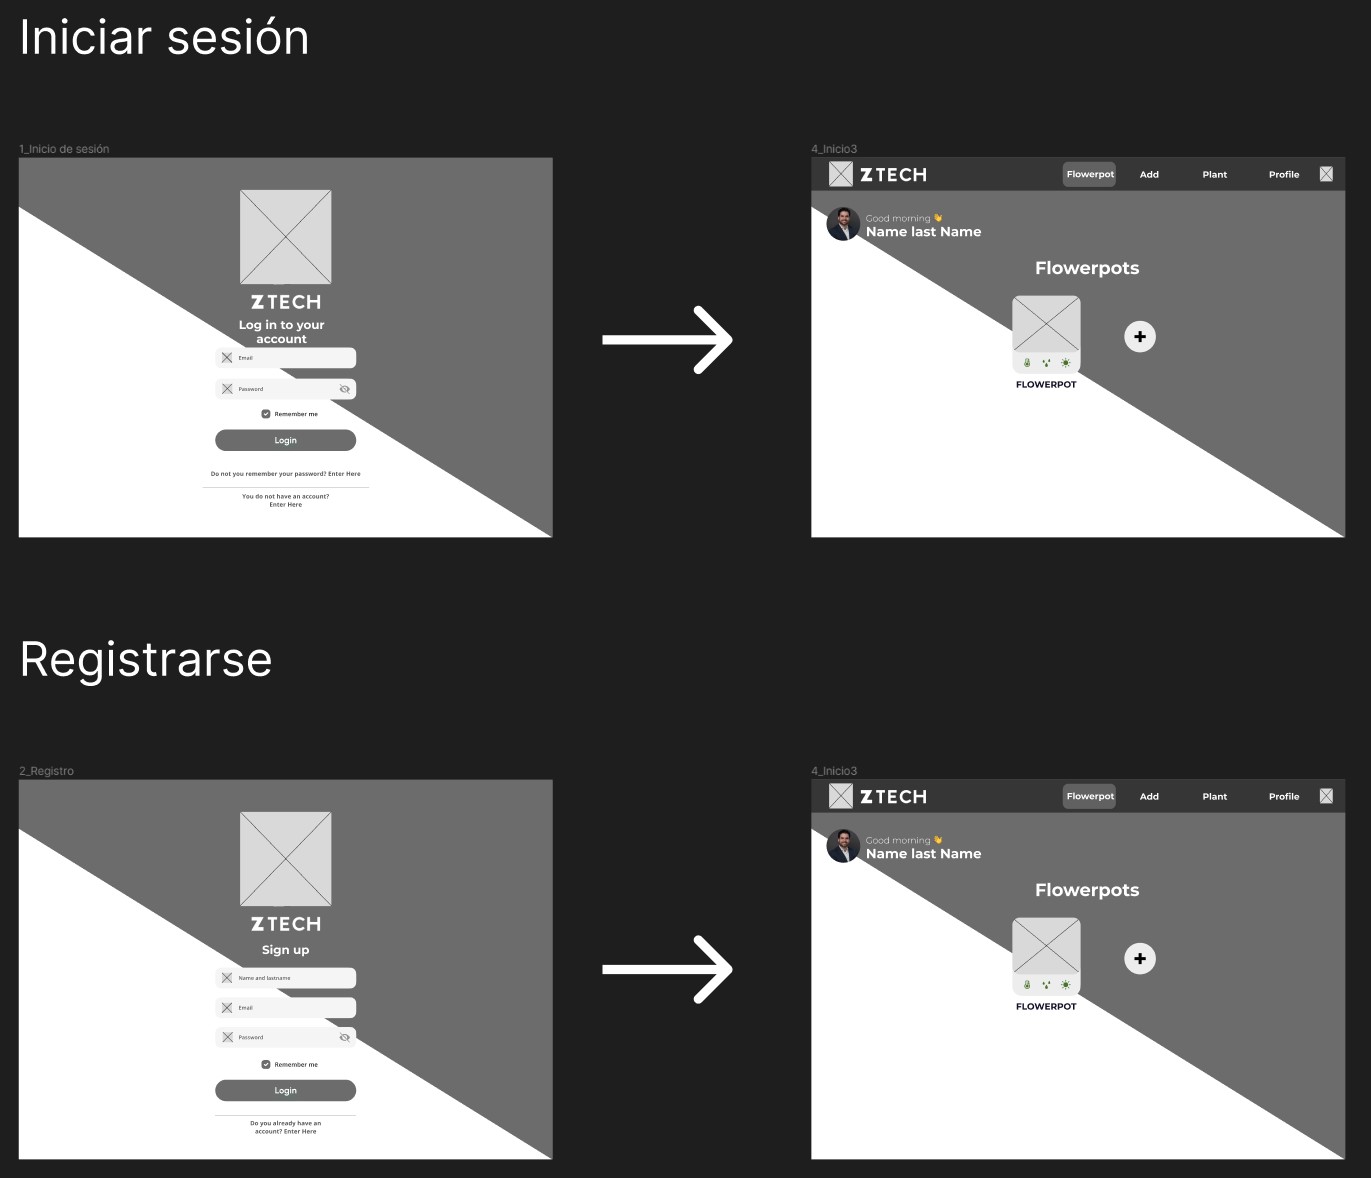 Iniciar sesión
1_Inicio de sesión
ZTECH
Log in to your
account
Email
Password
Remember me
Login
Do not you remember your password? Enter Here
You do not have an account?
Enter Here
4_Inicio3
ZTECH
Flowerpot
Add
Plant
Profile
Good morning 👋
Name last Name
Flowerpots
+
FLOWERPOT
Registrarse
2_Registro
ZTECH
Sign up
Name and lastname
Email
Password
Remember me
Login
Do you already have an
account? Enter Here
4_Inicio3
ZTECH
Flowerpot
Add
Plant
Profile
Good morning 👋
Name last Name
Flowerpots
+
FLOWERPOT